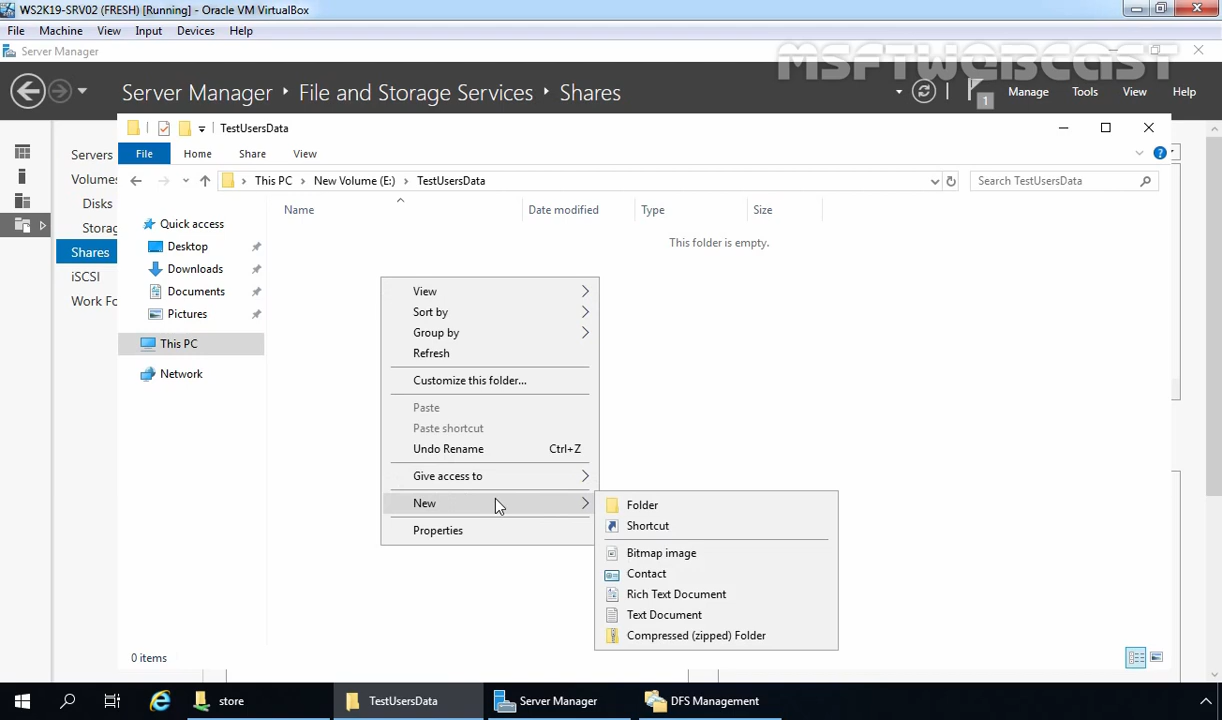 WS2K19-SRV02 (FRESH) [Running] - Oracle VM VirtualBox
File Machine View Input Devices Help
Server Manager
MSFTWEBCAST
Server Manager File and Storage Services Shares
1
Manage Tools View Help
TestUsersData
File Home Share View
This PC New Volume (E:) TestUsersData
Search TestUsersData
Servers
Volumes
Disks
Storag
Shares
iSCSI
Work Fo
Quick access
Desktop
Downloads
Documents
Pictures
This PC
Network
Name Date modified Type Size
This folder is empty.
View
Sort by
Group by
Refresh
Customize this folder...
Paste
Paste shortcut
Undo Rename Ctrl+Z
Give access to
New
Properties
Folder
Shortcut
Bitmap image
Contact
Rich Text Document
Text Document
Compressed (zipped) Folder
0 items
store
TestUsersData
Server Manager
DFS Management